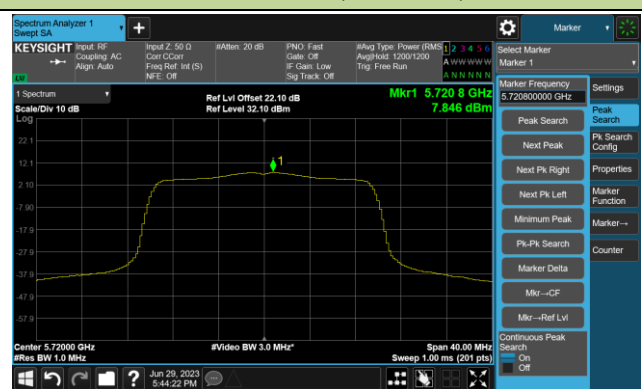 Spectrum Analyzer 1
Swept SA
Marker
KEYSIGHT
Input: RF
Coupling: AC
Align: Auto
Input Z: 50 Ω
Corr CCorr
Freq Ref: Int (S)
NFE: Off
#Atten: 20 dB
PNO: Fast
Gate: Off
IF Gain: Low
Sig Track: Off
#Avg Type: Power (RMS
Avg|Hold: 1200/1200
Trig: Free Run
1 2 3 4 5 6
A W W W W W
A N N N N N
LW
Select Marker
Marker 1
1 Spectrum
Scale/Div 10 dB
Log
Ref Lvl Offset 22.10 dB
Ref Level 32.10 dBm
Mkr1 5.720 8 GHz
7.846 dBm
22.1
12.1
2.10
-7.90
-17.9
-27.9
-37.9
-47.9
-57.9
1
Center 5.72000 GHz
#Res BW 1.0 MHz
#Video BW 3.0 MHz*
Span 40.00 MHz
Sweep 1.00 ms (201 pts)
Marker Frequency
5.720800000 GHz
Peak Search
Next Peak
Next Pk Right
Next Pk Left
Minimum Peak
Pk-Pk Search
Marker Delta
Mkr→CF
Mkr→Ref Lvl
Continuous Peak
Search
On
Off
Settings
Peak
Search
Pk Search
Config
Properties
Marker
Function
Marker→
Counter
?
Jun 29, 2023
5:44:22 PM